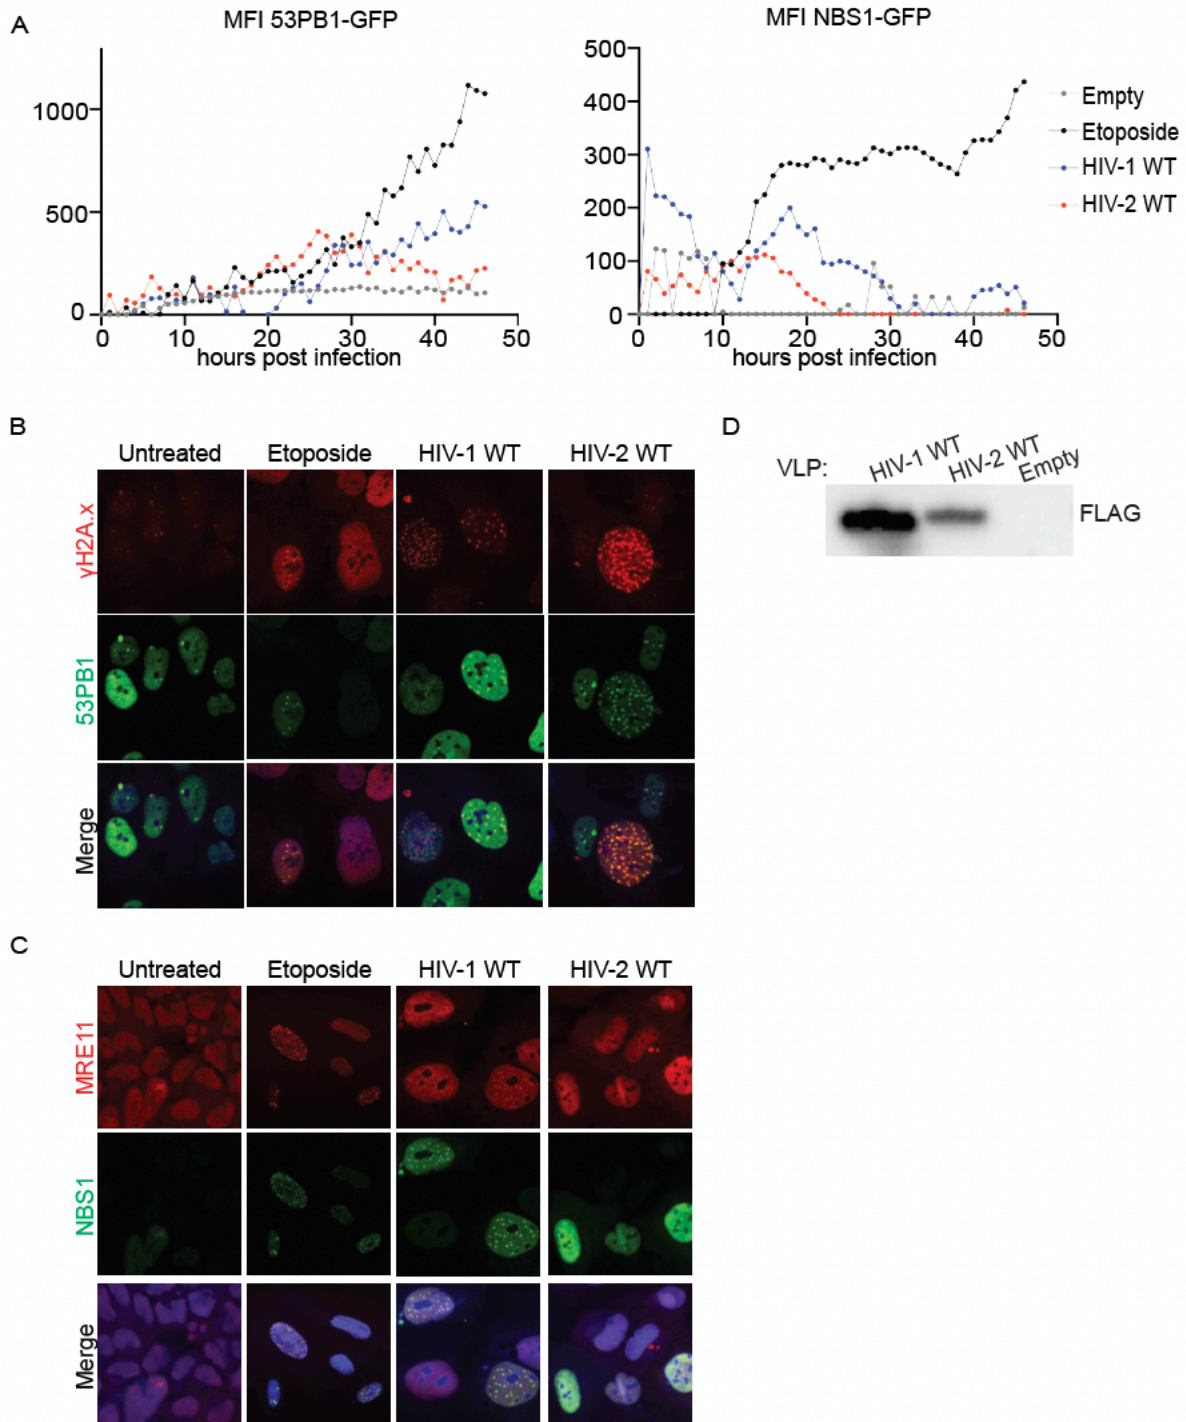 A
MFI 53PB1-GFP
1000
500
0
0 10 20 30 40 50
hours post infection
MFI NBS1-GFP
500
400
300
200
100
0
0 10 20 30 40 50
hours post infection
Empty
Etoposide
HIV-1 WT
HIV-2 WT
B
Untreated Etoposide HIV-1 WT HIV-2 WT
γH2A.x
53PB1
Merge
D
VLP: HIV-1 WT HIV-2 WT Empty
FLAG
C
Untreated Etoposide HIV-1 WT HIV-2 WT
MRE11
NBS1
Merge